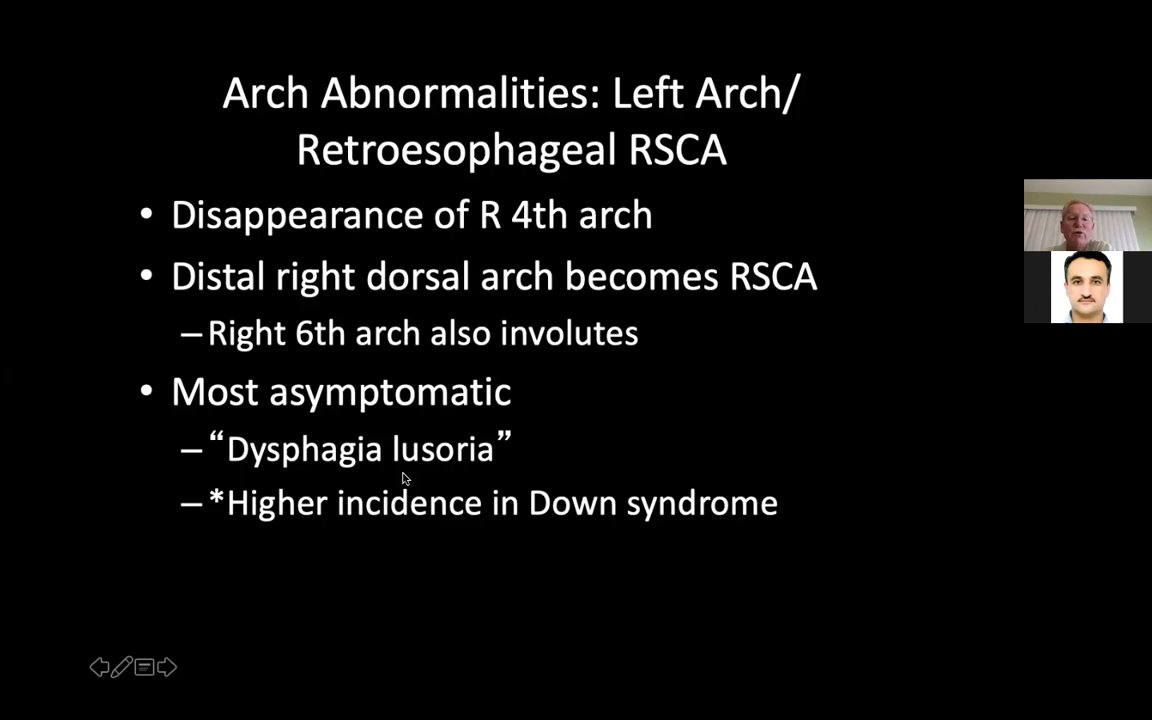 Arch Abnormalities: Left Arch/
Retroesophageal RSCA
• Disappearance of R 4th arch
• Distal right dorsal arch becomes RSCA
–Right 6th arch also involutes
• Most asymptomatic
–“Dysphagia lusoria”
–*Higher incidence in Down syndrome